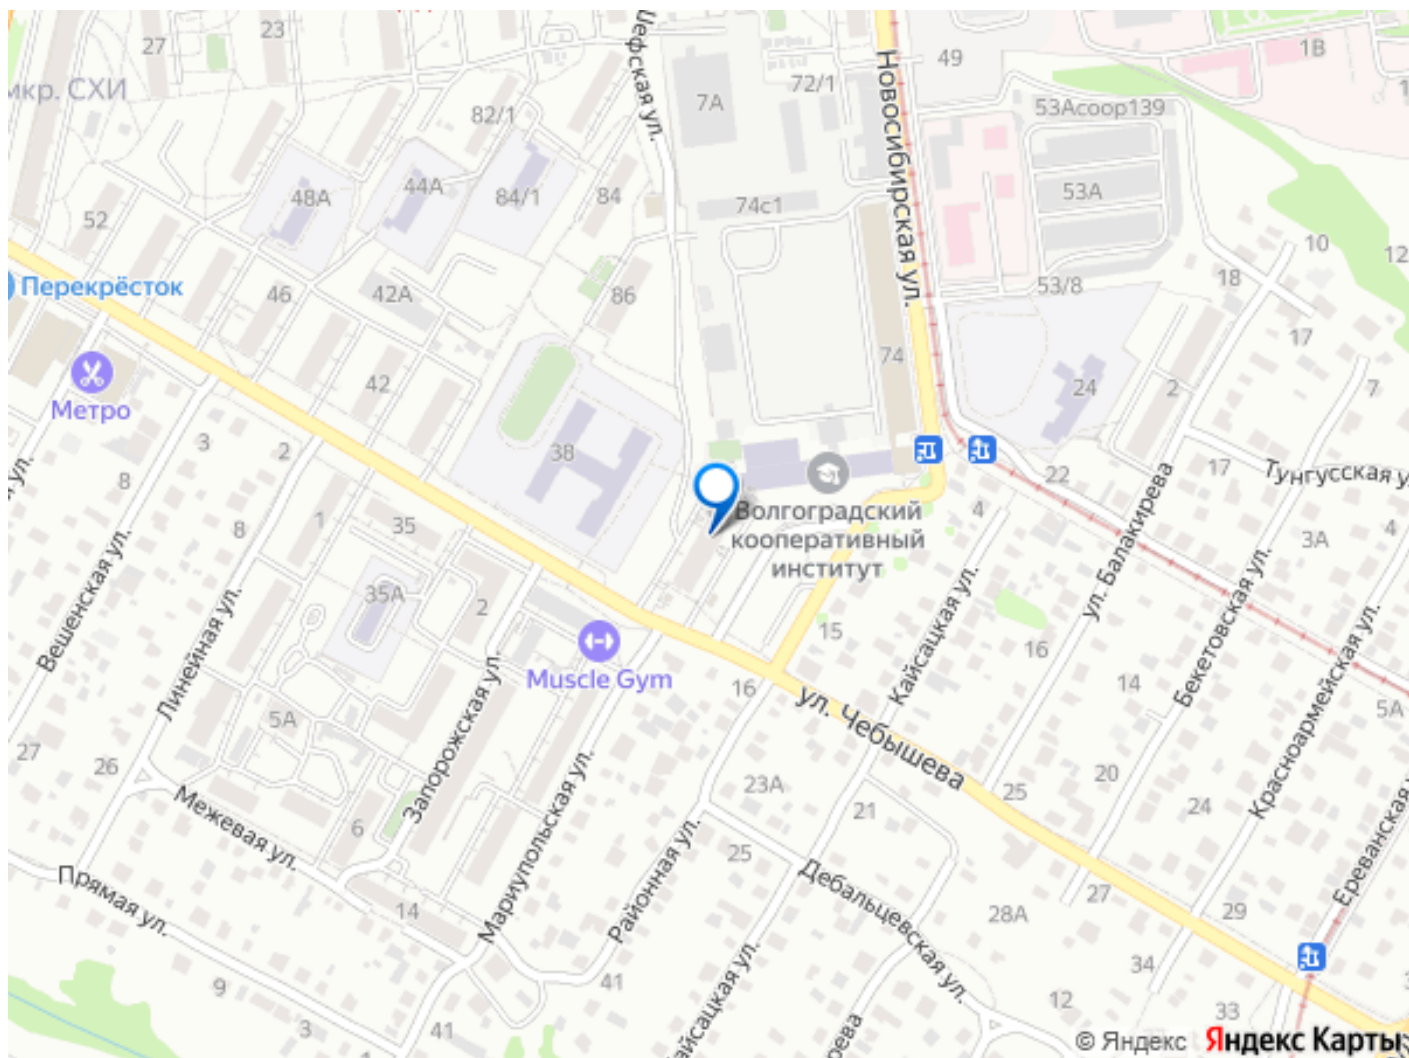 27
23
мкр. СХИ
Шефская ул.
82/1
7А
72/1
Новосибирская ул.
49
1В
53Асоор139
48А
44А
84/1
84
74с1
53А
52
10
12
Перекрёсток
46
42А
86
53/8
18
17
42
74
24
2
7
Метро
3
2
38
8
Вешенская ул.
1
35
22
17
Тунгусская ул.
4
4
3А
Волгоградский
кооперативный
институт
8
Линейная ул.
35А
2
Muscle Gym
15
Кайсацкая ул.
ул. Балакирева
16
Бекетовская ул.
14
Красноармейская ул.
5А
16
ул. Чебышева
5А
Запорожская ул.
27
26
Межевая ул.
6
Мариупольская ул.
23А
21
25
20
24
Ереванская
Районная ул.
25
Дебальцевская ул.
Прямая ул.
14
28А
27
29
9
41
34
3
41
Кайсацкая ул.
12
33
© Яндекс Яндекс Карты